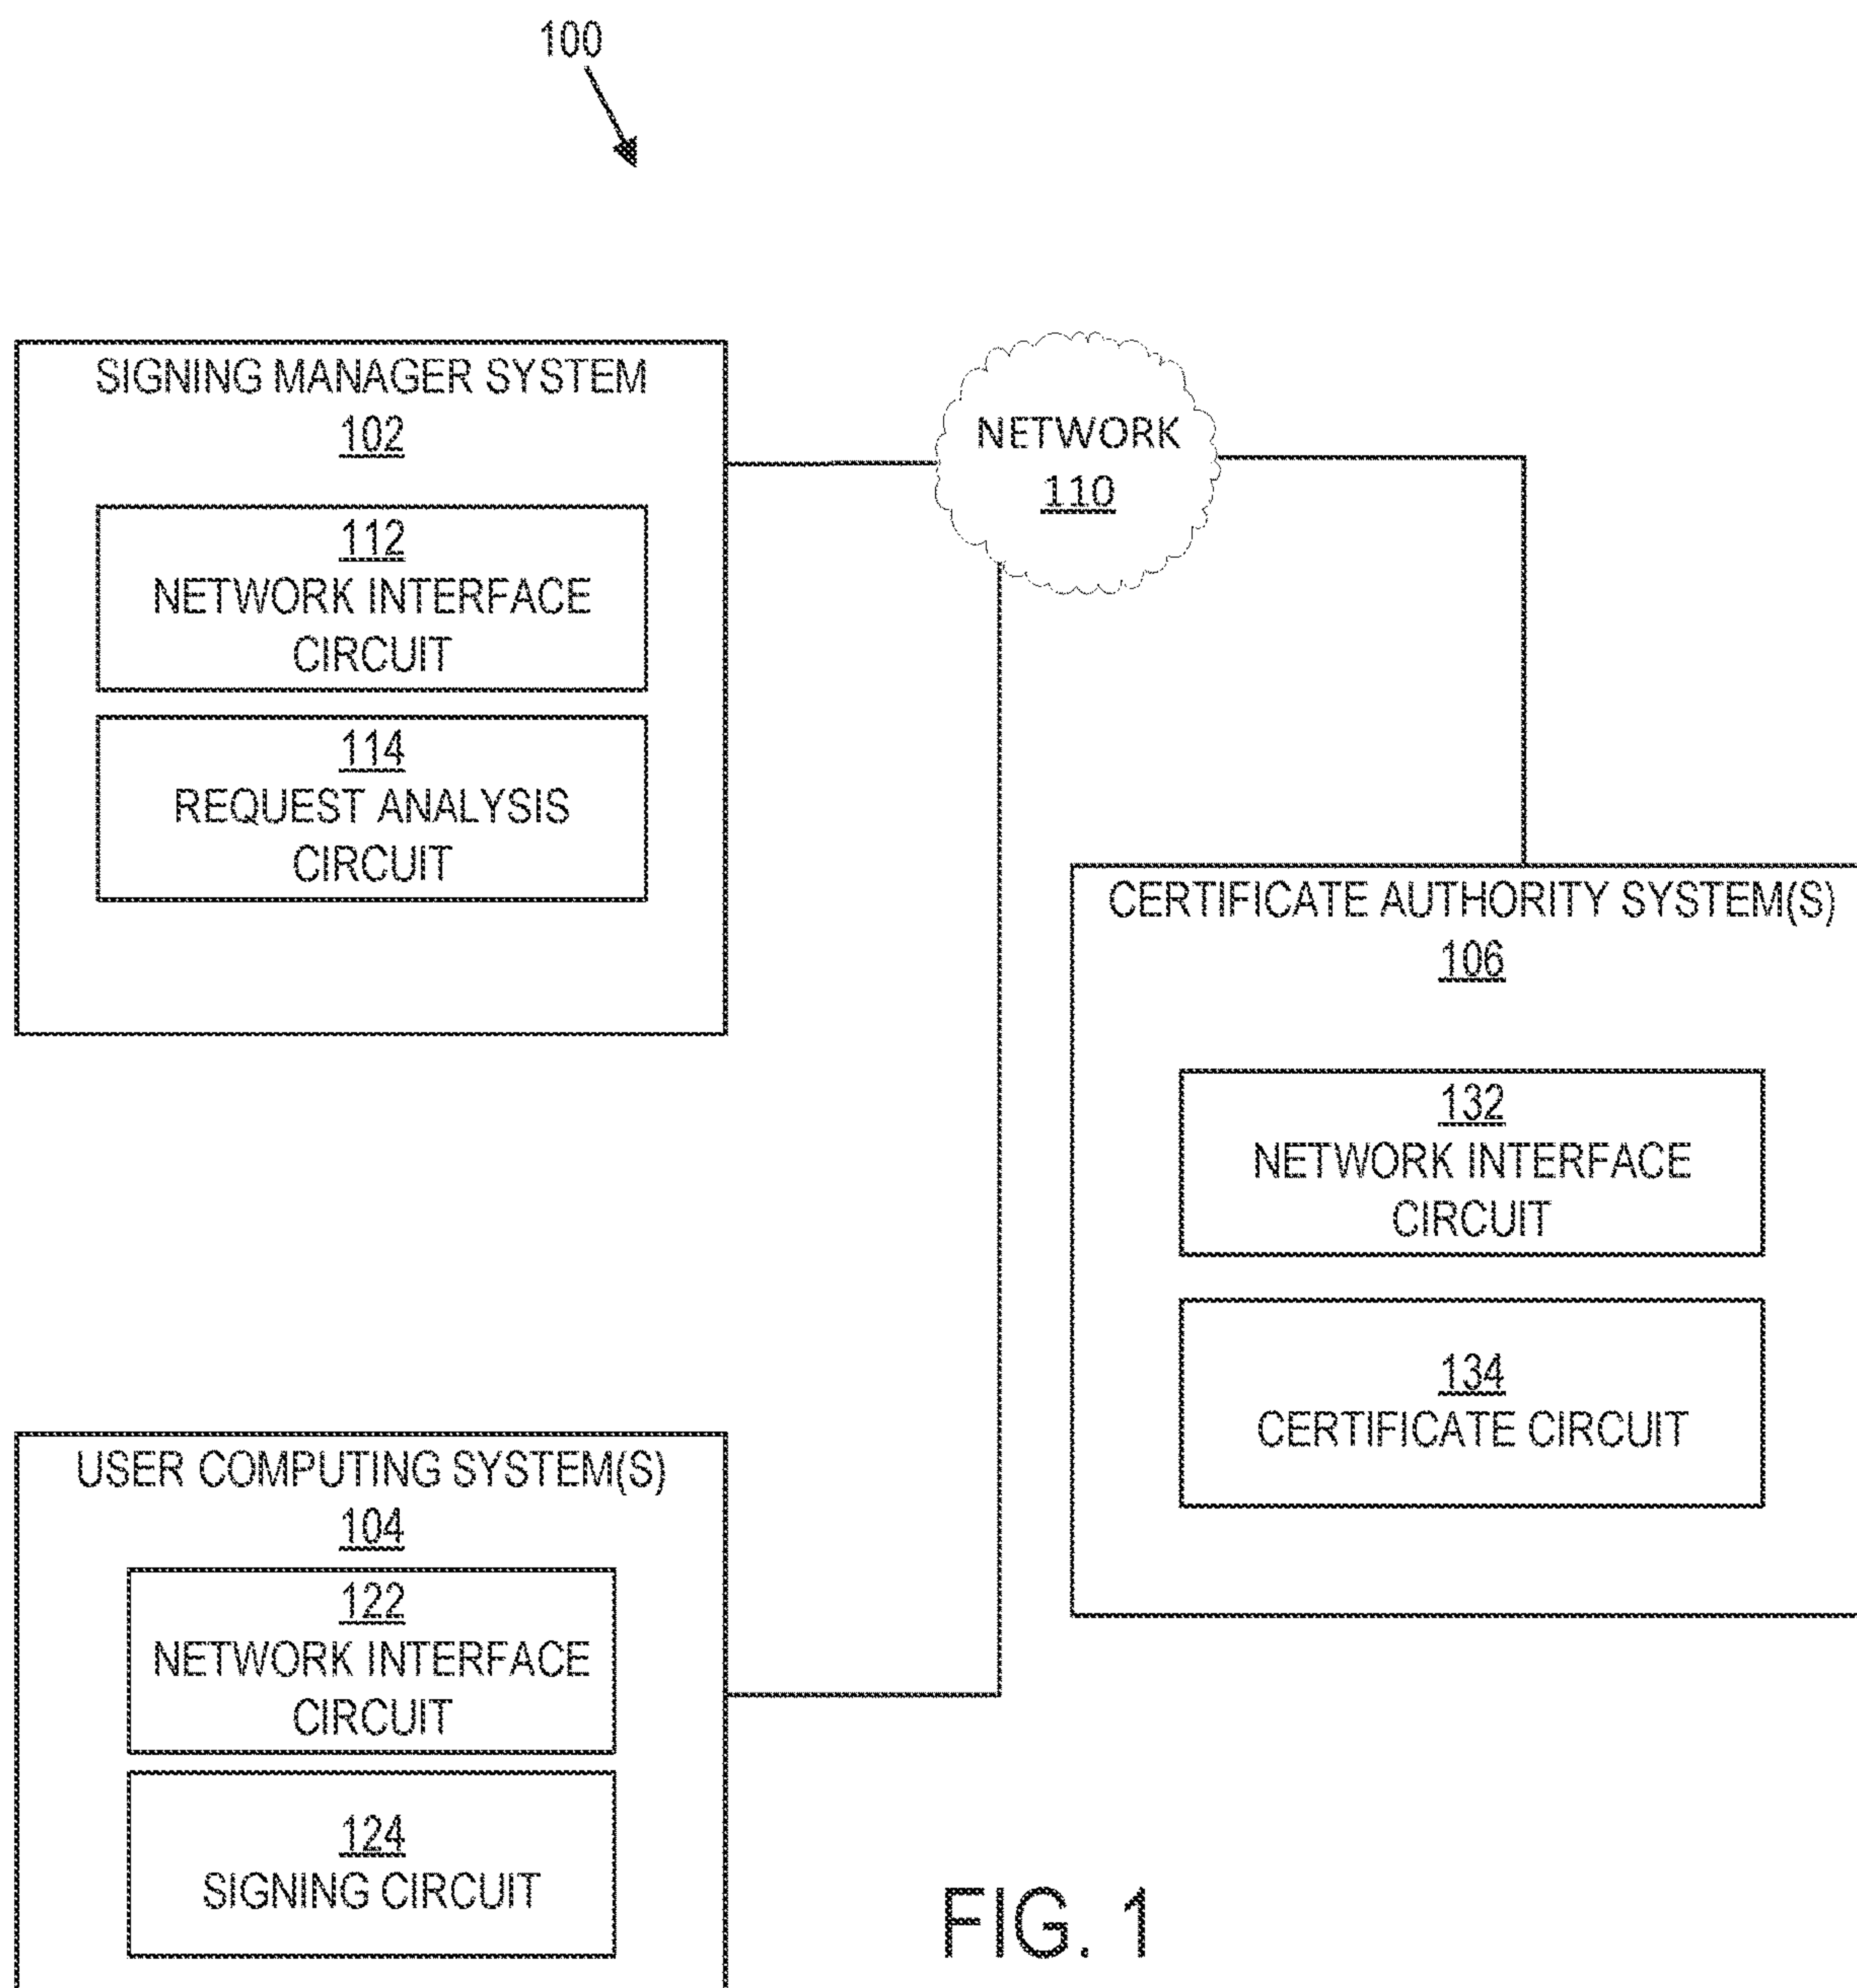 100
SIGNING MANAGER SYSTEM
102
112
NETWORK INTERFACE
CIRCUIT
114
REQUEST ANALYSIS
CIRCUIT
NETWORK
110
CERTIFICATE AUTHORITY SYSTEM(S)
106
132
NETWORK INTERFACE
CIRCUIT
134
CERTIFICATE CIRCUIT
USER COMPUTING SYSTEM(S)
104
122
NETWORK INTERFACE
CIRCUIT
124
SIGNING CIRCUIT
FIG. 1